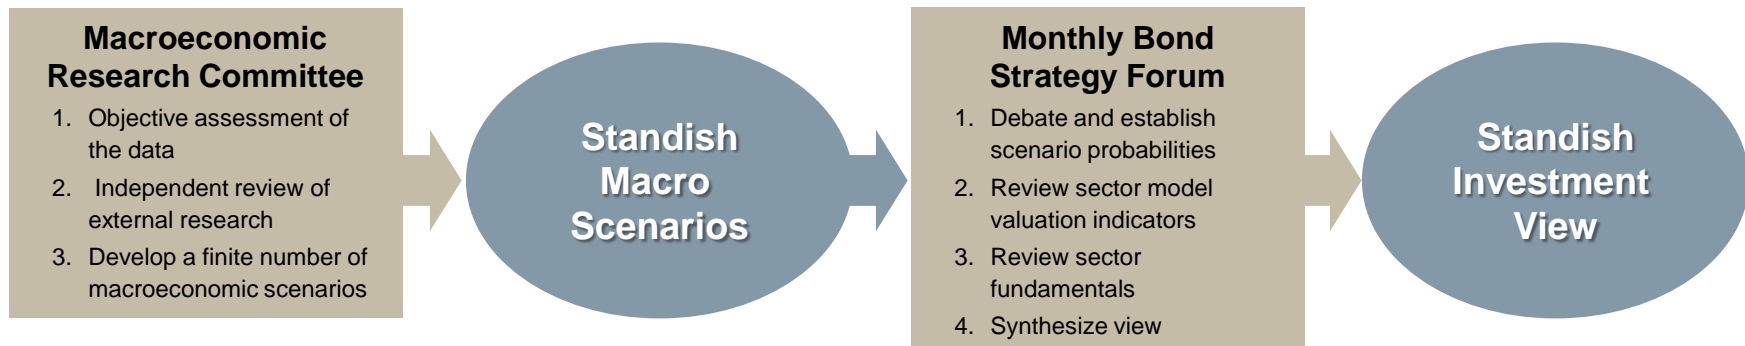 Macroeconomic
Research Committee
1. Objective assessment of
the data
2. Independent review of
external research
3. Develop a finite number of
macroeconomic scenarios
Standish
Macro
Scenarios
Monthly Bond
Strategy Forum
1. Debate and establish
scenario probabilities
2. Review sector model
valuation indicators
3. Review sector
fundamentals
4. Synthesize view
Standish
Investment
View